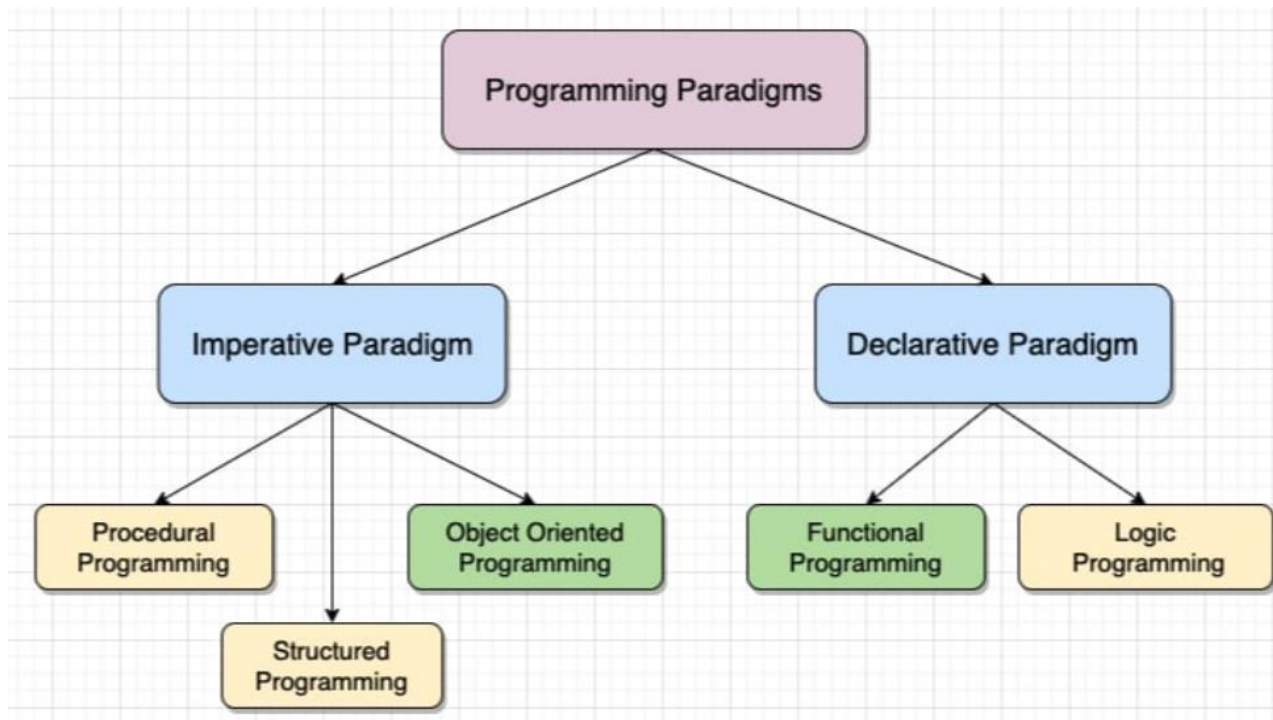 Programming Paradigms
Imperative Paradigm
Declarative Paradigm
Procedural
Programming
Object Oriented
Programming
Functional
Programming
Logic
Programming
Structured
Programming